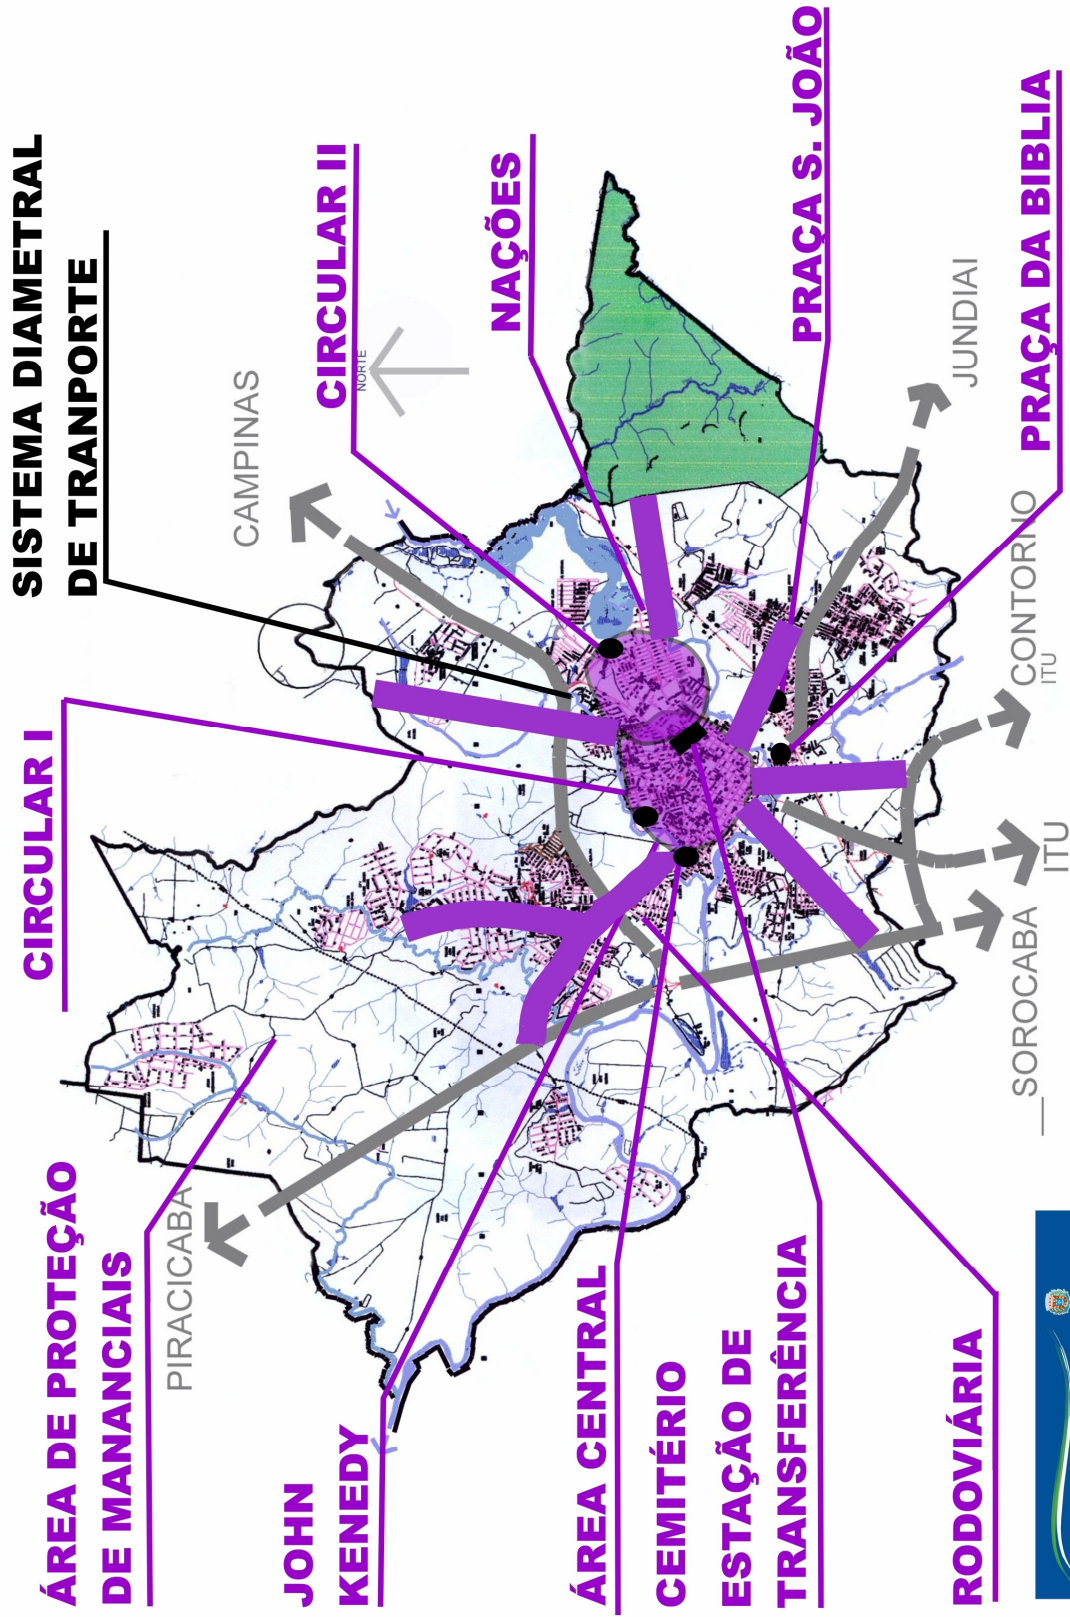 SISTEMA DIAMETRAL
DE TRANPORTE
CIRCULAR I
ÁREA DE PROTEÇÃO
DE MANANCIAIS
PIRACICABA
CAMPINAS
JOHN
KENEDY
CIRCULAR II
NORTE
NAÇÕES
ÁREA CENTRAL
CEMITÉRIO
ESTAÇÃO DE
TRANSFERÊNCIA
PRAÇA S. JOÃO
RODOVIÁRIA
JUNDIAI
SOROCABA
ITU
CONTORNO
ITU
PRAÇA DA BIBLIA